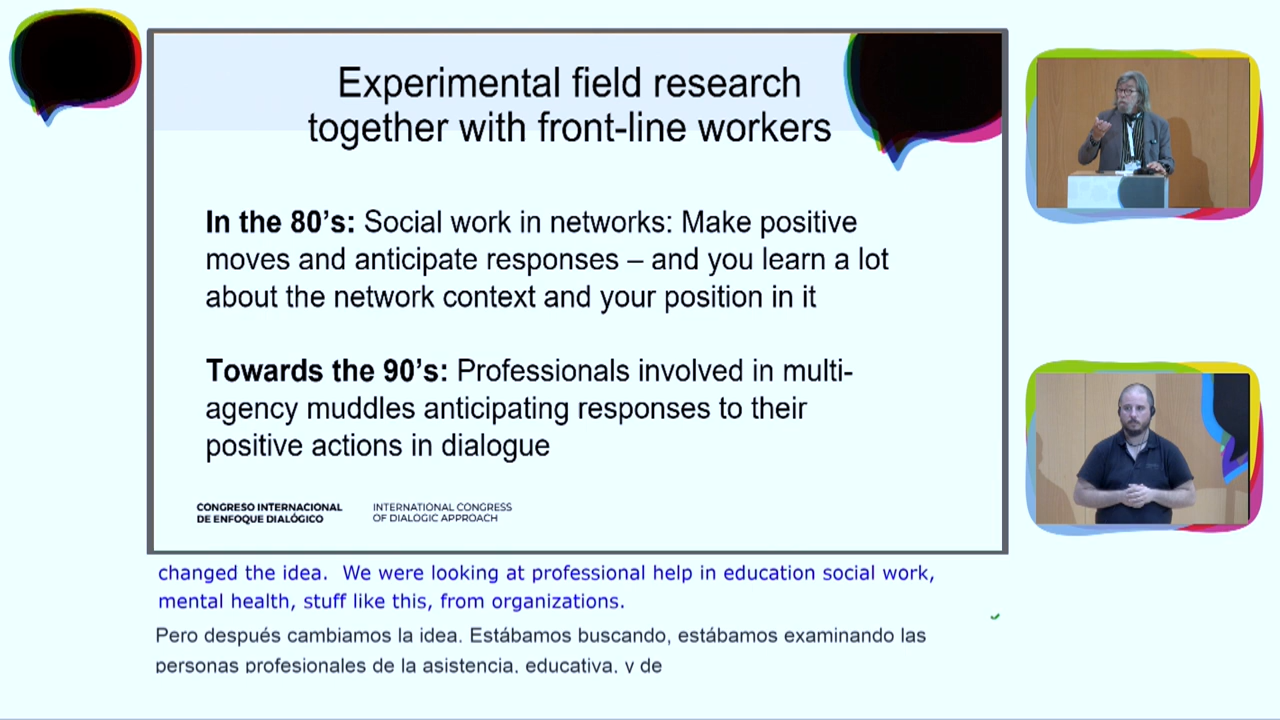 Experimental field research
together with front-line workers
In the 80’s: Social work in networks: Make positive
moves and anticipate responses – and you learn a lot
about the network context and your position in it
Towards the 90’s: Professionals involved in multi-
agency muddles anticipating responses to their
positive actions in dialogue
CONGRESO INTERNACIONAL
DE ENFOQUE DIALÓGICO
INTERNATIONAL CONGRESS
OF DIALOGIC APPROACH
changed the idea. We were looking at professional help in education social work,
mental health, stuff like this, from organizations.
Pero después cambiamos la idea. Estábamos buscando, estábamos examinando las
personas profesionales de la asistencia, educativa, y de